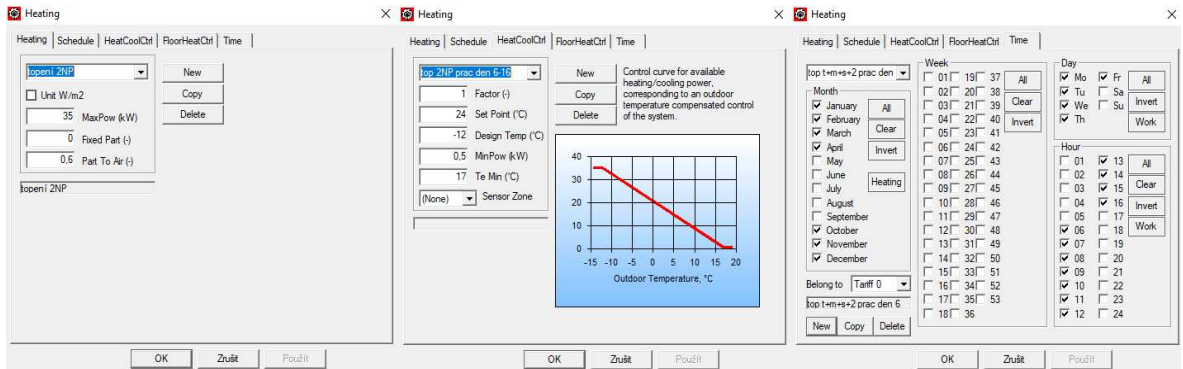 Heating
Heating Schedule HeatCoolCtrl FloorHeatCtrl Time
topení 2NP
New
Unit W/m2
Copy
35 MaxPow (kW)
Delete
0 Fixed Part (-)
0,6 Part To Air (-)
topení 2NP
OK Zrušit Použít
Heating
Heating Schedule HeatCoolCtrl FloorHeatCtrl Time
top 2NP prac den 6-16
New
1 Factor (-)
Copy
24 Set Point (°C)
Delete
-12 Design Temp (°C)
0,5 MinPow (kW)
17 Te Min (°C)
(None) Sensor Zone
Control curve for available
heating/cooling power,
corresponding to an outdoor
temperature compensated control
of the system.
40
30
20
10
0
-15 -10 -5 0 5 10 15 20
Outdoor Temperature, °C
OK Zrušit Použít
Heating
Heating Schedule HeatCoolCtrl FloorHeatCtrl Time
top t+m+s+2 prac den
Month
January
February
March
April
May
June
July
August
September
October
November
December
All
Clear
Invert
Heating
Belong to Tariff 0
top t+m+s+2 prac den 6
New Copy Delete
Week
01 19 37
02 20 38
03 21 39
04 22 40
05 23 41
06 24 42
07 25 43
08 26 44
09 27 45
10 28 46
11 29 47
12 30 48
13 31 49
14 32 50
15 33 51
16 34 52
17 35 53
18 36
All
Clear
Invert
Day
Mo Fr
Tu Sa
We Su
Th
All
Invert
Work
Hour
01 13
02 14
03 15
04 16
05 17
06 18
07 19
08 20
09 21
10 22
11 23
12 24
All
Clear
Invert
Work
OK Zrušit Použít